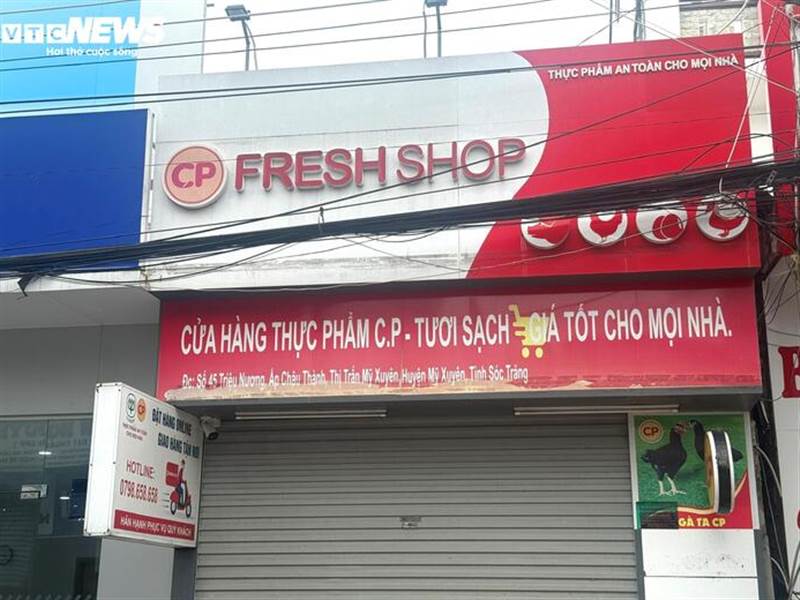 VTC NEWS
Hơi thở cuộc sống
THỰC PHẨM AN TOÀN CHO MỌI NHÀ
C.P FRESH SHOP
CỬA HÀNG THỰC PHẨM C.P - TƯƠI SẠCH - GIÁ TỐT CHO MỌI NHÀ.
Đc: Số 45 Triệu Nương, Ấp Châu Thành, Thị Trấn Mỹ Xuyên, Huyện Mỹ Xuyên, Tỉnh Sóc Trăng
CP
ĐẶT HÀNG ONLINE
GIAO HÀNG TẬN NƠI
HOTLINE:
0798.658.658
HÂN HẠNH PHỤC VỤ QUÝ KHÁCH
CP
GÀ TA CP